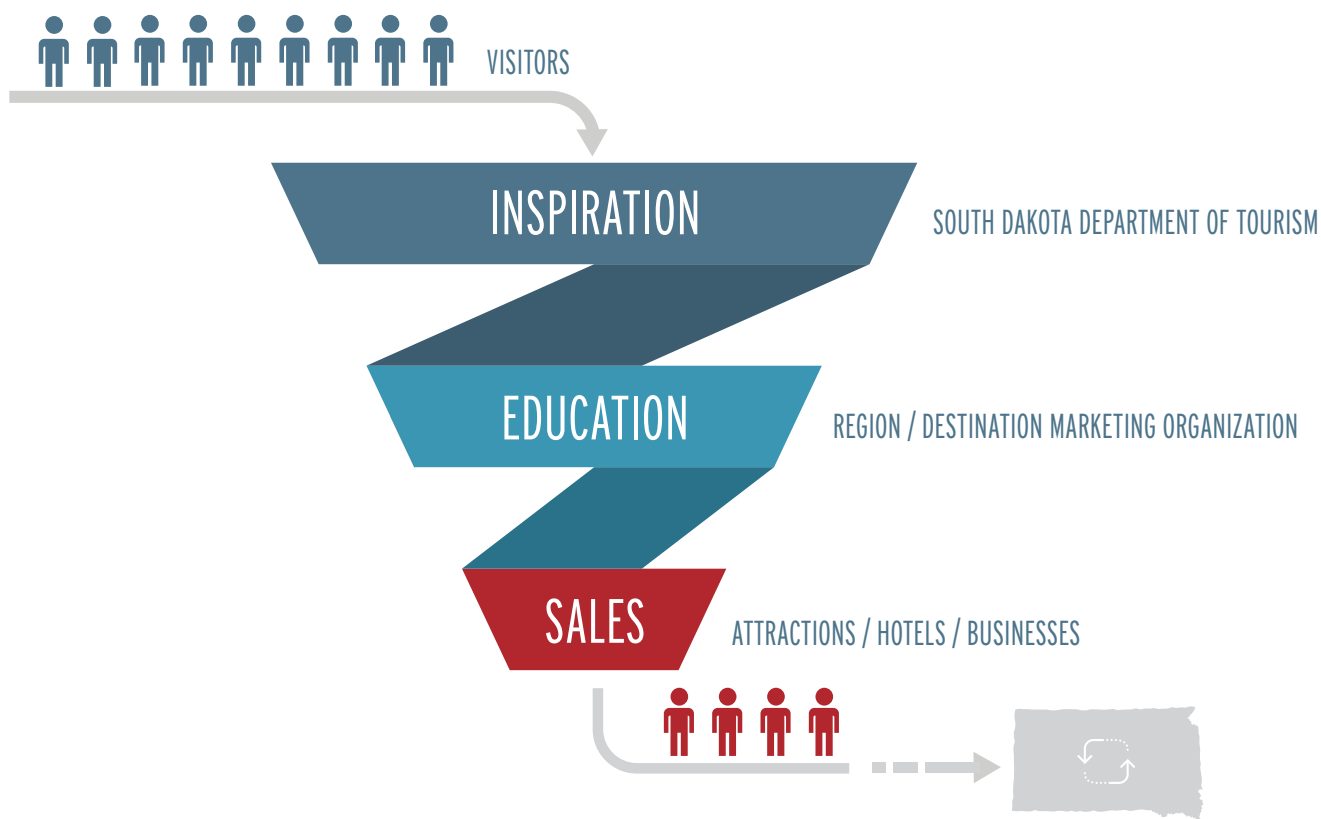 VISITORS
INSPIRATION
SOUTH DAKOTA DEPARTMENT OF TOURISM
EDUCATION
REGION / DESTINATION MARKETING ORGANIZATION
SALES
ATTRACTIONS / HOTELS / BUSINESSES